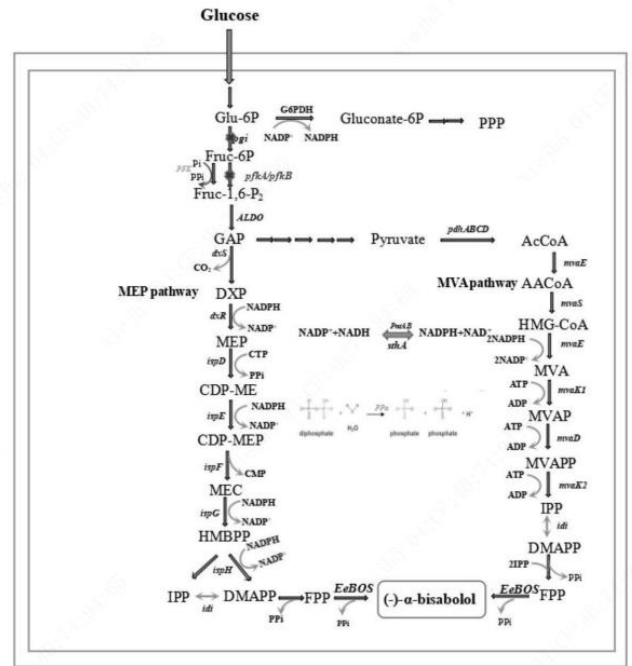 Glucose
Glu-6P
G6PDH
NADP⁺ NADPH
Gluconate-6P
PPP
pgi
Fruc-6P
PFK
Pi
PPi
pfkA/pfkB
Fruc-1,6-P₂
ALDO
GAP
Pyruvate
pdhABCD
AcCoA
dxS
CO₂
mvaE
MEP pathway
DXP
MVA pathway
AACoA
dxR
NADPH
NADP⁺
mvaS
HMG-CoA
NADP⁺+NADH
PntAB
sthA
NADPH+NAD⁺
2NADPH
2NADP⁺
mvaE
MEP
ispD
CTP
PPi
MVA
ATP
ADP
mvaK1
CDP-ME
ispE
NADPH
NADP⁺
MVAP
ATP
ADP
mvaD
diphosphate
H₂O
PPa
phosphate
+
phosphate
+ H⁺
CDP-MEP
ispF
CMP
MVAPP
ATP
ADP
mvaK2
MEC
ispG
NADPH
NADP⁺
IPP
idi
HMBPP
ispH
NADPH
NADP⁺
DMAPP
2IPP
PPi
IPP
idi
DMAPP
PPi
FPP
EeBOS
PPi
(-)-α-bisabolol
EeBOS
PPi
FPP